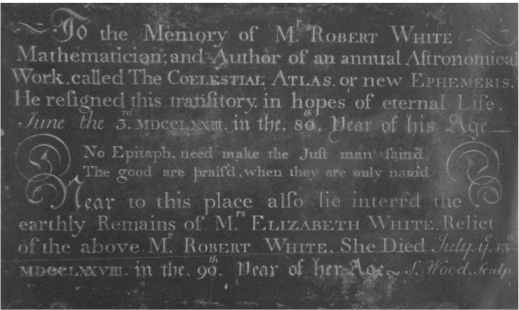 To the Memory of Mr. ROBERT WHITE
Mathematician; and Author of an annual Aſtronomical
Work, called The COELESTIAL ATLAS, or new EPHEMERIS,
He reſigned this tranſitory, in hopes of eternal Life,
June the 3.rd MDCCLXXIII. in the. 80.th Year of his Age
No Epitaph, need make the Juſt man fam'd,
The good are prais'd, when they are only nam'd
Near to this place alſo lie interr'd the
earthly Remains of Mrs. ELIZABETH WHITE, Relict
of the above Mr. ROBERT WHITE, She Died July, ye.
MDCCLXXVIII. in the. 90.th Year of her Age. S. Wood, Sculp